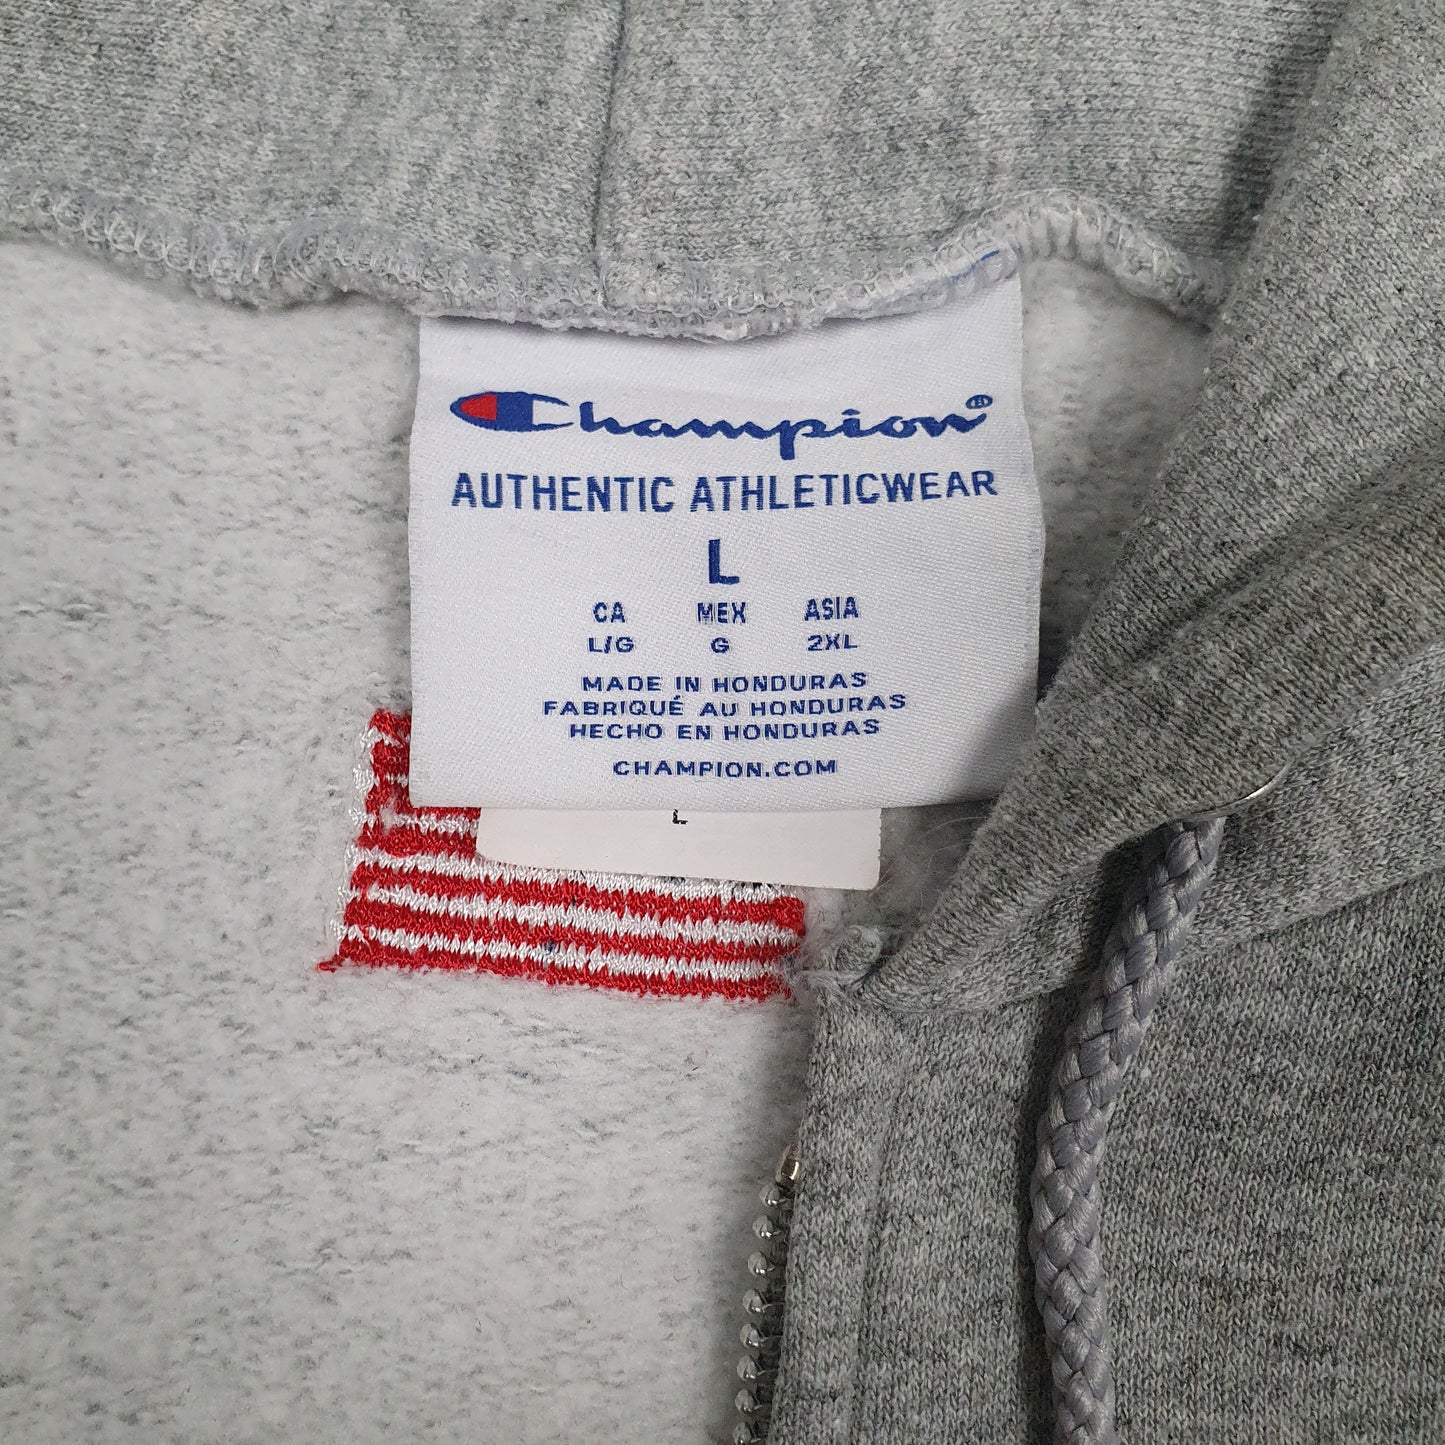 Champion®
AUTHENTIC ATHLETICWEAR
L
CA MEX ASIA
L/G G 2XL
MADE IN HONDURAS
FABRIQUÉ AU HONDURAS
HECHO EN HONDURAS
CHAMPION.COM
L